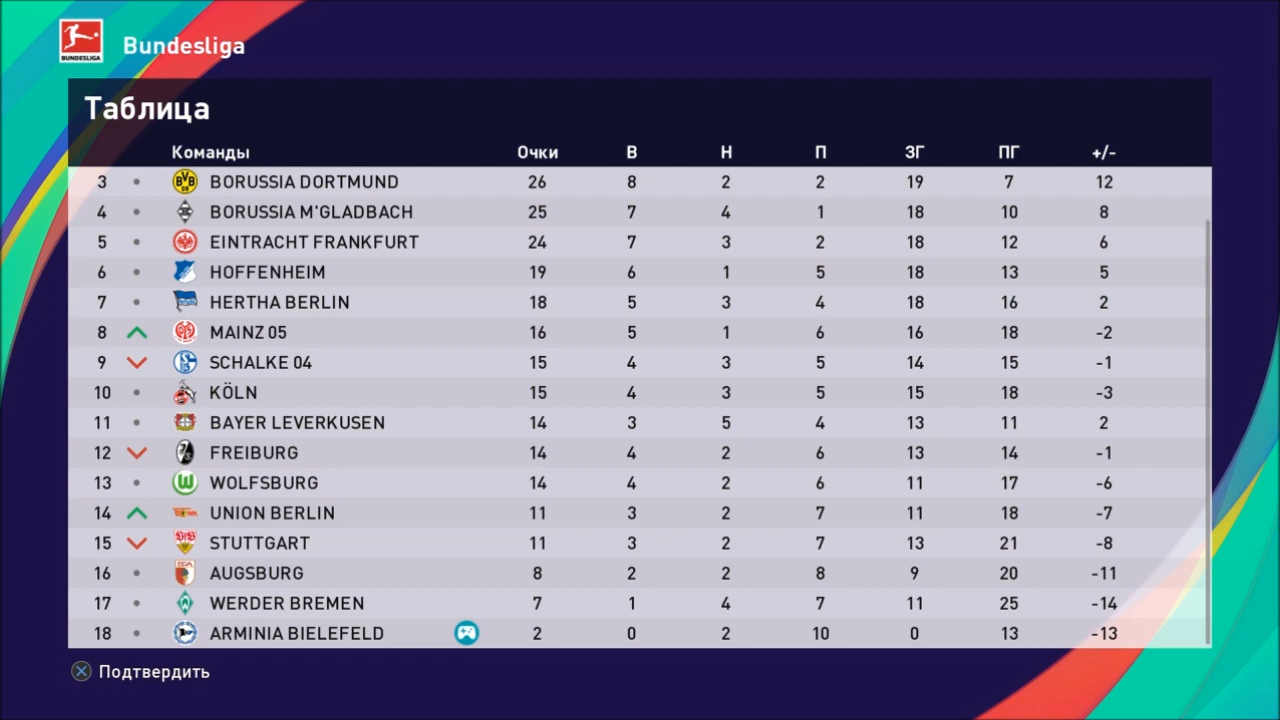 BUNDESLIGA
Bundesliga
Таблица
Команды Очки В Н П ЗГ ПГ +/-
3 BORUSSIA DORTMUND 26 8 2 2 19 7 12
4 BORUSSIA M'GLADBACH 25 7 4 1 18 10 8
5 EINTRACHT FRANKFURT 24 7 3 2 18 12 6
6 HOFFENHEIM 19 6 1 5 18 13 5
7 HERTHA BERLIN 18 5 3 4 18 16 2
8 MAINZ 05 16 5 1 6 16 18 -2
9 SCHALKE 04 15 4 3 5 14 15 -1
10 KÖLN 15 4 3 5 15 18 -3
11 BAYER LEVERKUSEN 14 3 5 4 13 11 2
12 FREIBURG 14 4 2 6 13 14 -1
13 WOLFSBURG 14 4 2 6 11 17 -6
14 UNION BERLIN 11 3 2 7 11 18 -7
15 STUTTGART 11 3 2 7 13 21 -8
16 AUGSBURG 8 2 2 8 9 20 -11
17 WERDER BREMEN 7 1 4 7 11 25 -14
18 ARMINIA BIELEFELD 2 0 2 10 0 13 -13
Подтвердить